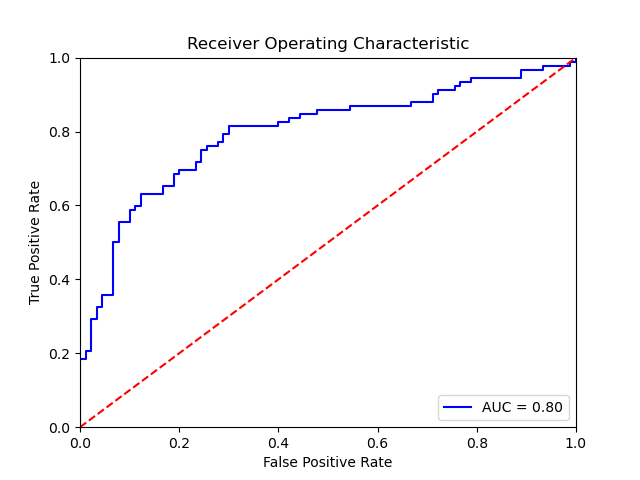 Receiver Operating Characteristic
True Positive Rate
1.0
0.8
0.6
0.4
0.2
0.0
AUC = 0.80
0.0 0.2 0.4 0.6 0.8 1.0
False Positive Rate